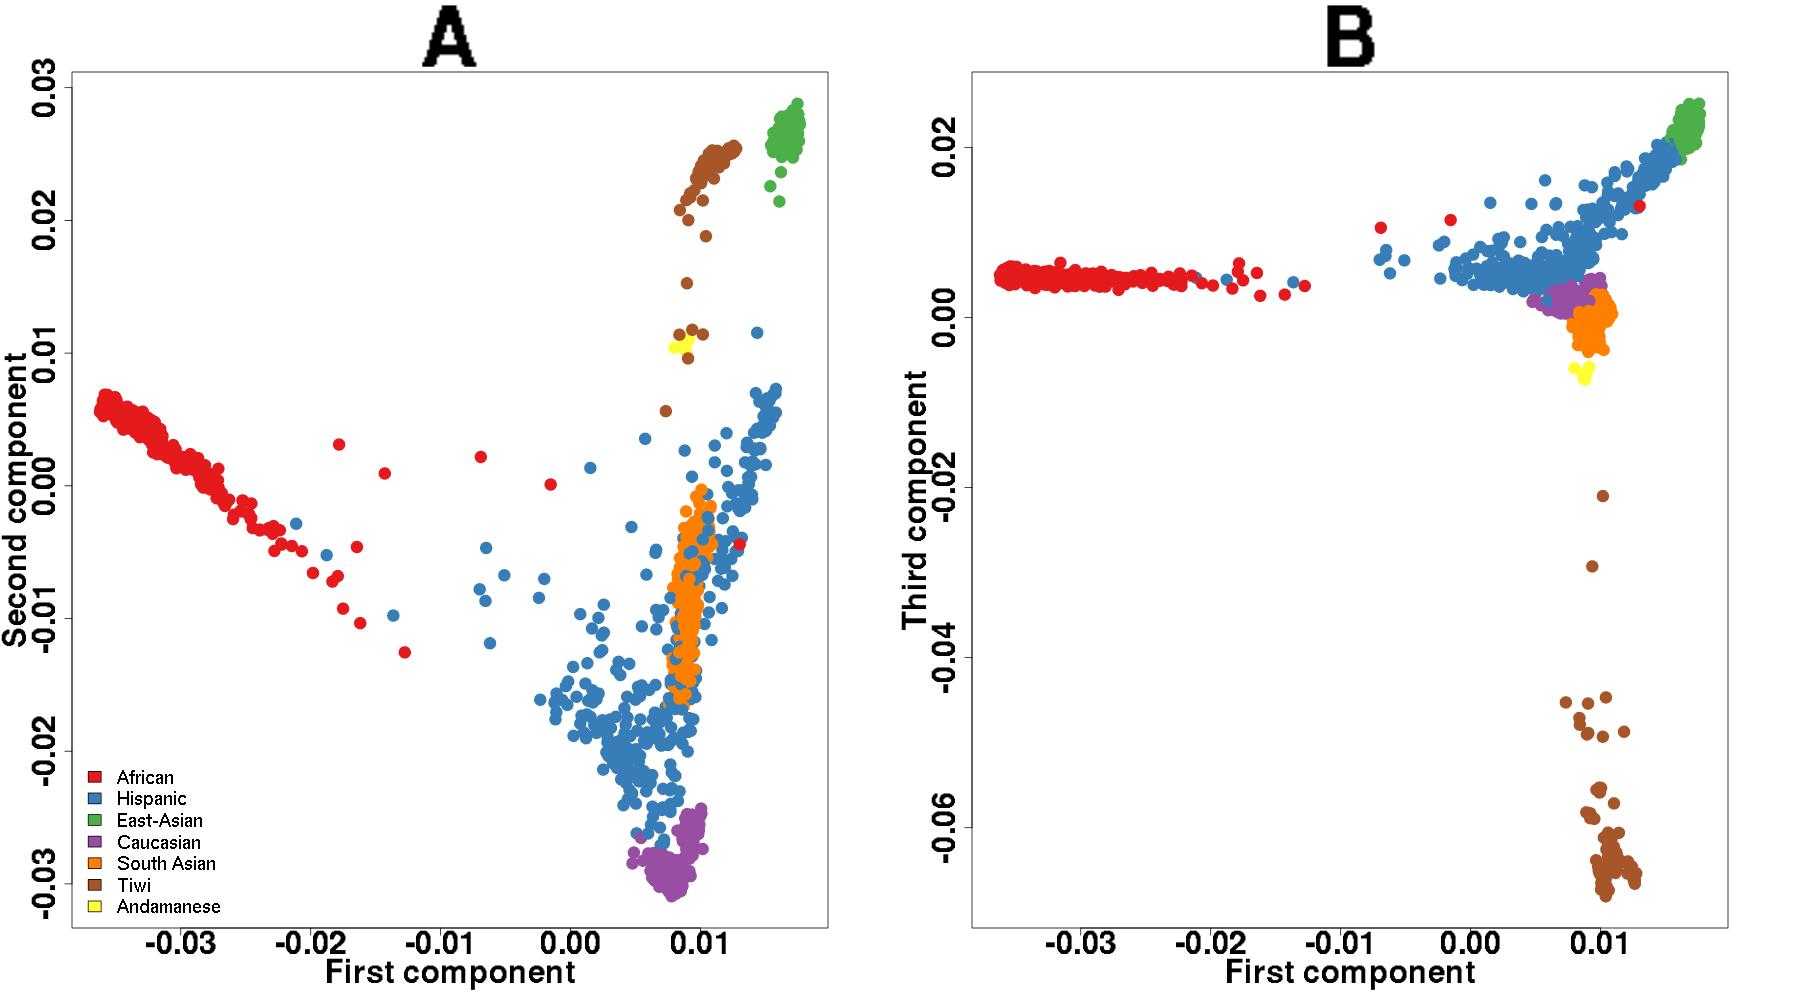 A
Second component
0.03
0.02
0.01
0.00
-0.01
-0.02
-0.03
African
Hispanic
East-Asian
Caucasian
South Asian
Tiwi
Andamanese
-0.03 -0.02 -0.01 0.00 0.01
First component
B
Third component
0.02
0.00
-0.02
-0.04
-0.06
-0.03 -0.02 -0.01 0.00 0.01
First component